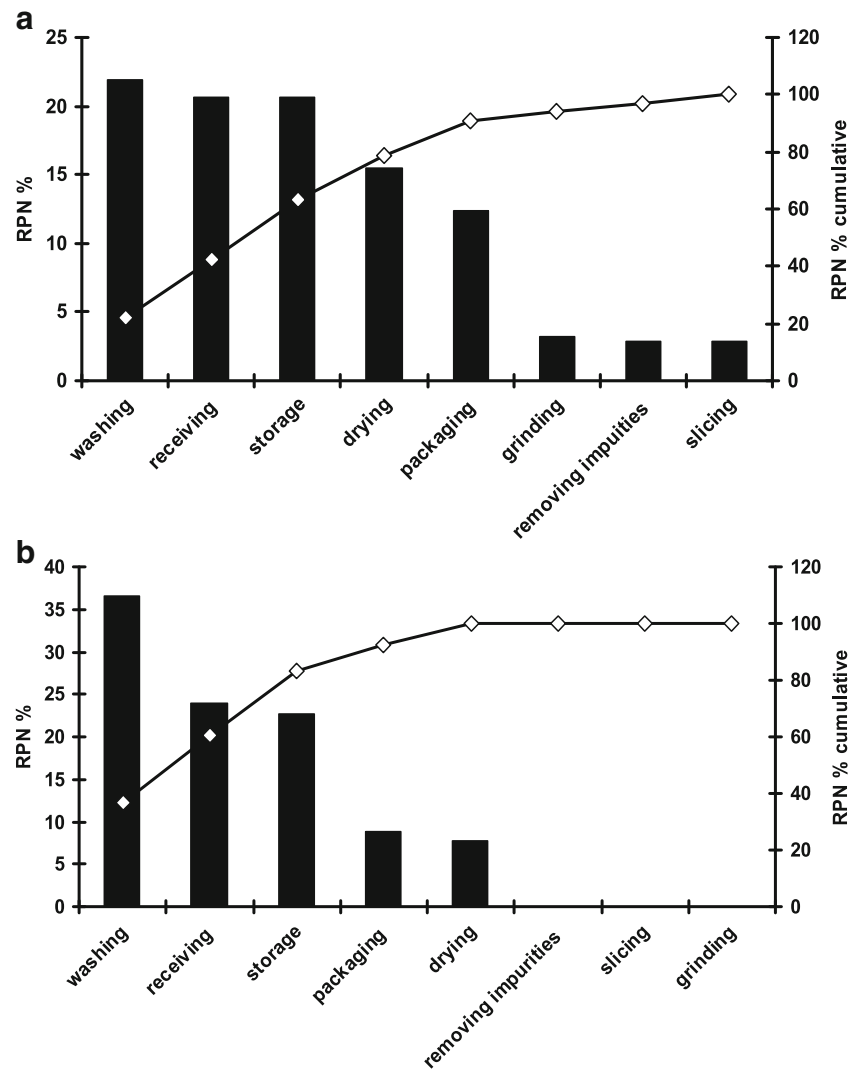 a
25
20
15
10
5
0
RPN %
120
100
80
60
40
20
0
RPN % cumulative
washing
receiving
storage
drying
packaging
grinding
removing impuities
slicing
b
40
35
30
25
20
15
10
5
0
RPN %
120
100
80
60
40
20
0
RPN % cumulative
washing
receiving
storage
packaging
drying
removing impurities
slicing
grinding